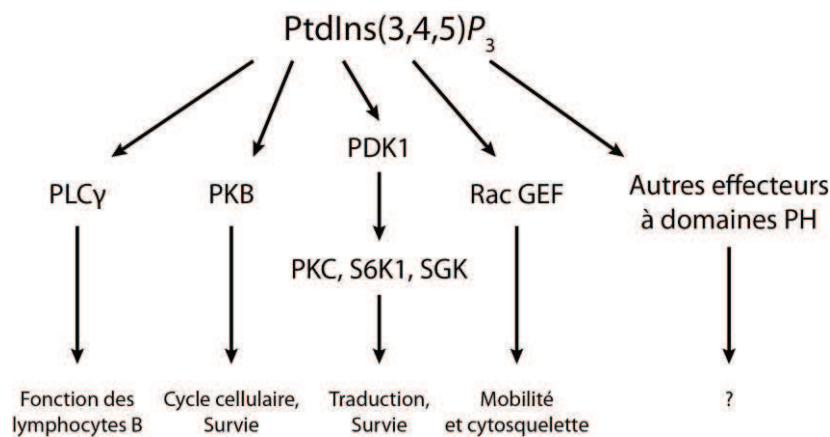 PtdIns(3,4,5)P3
PDK1
PLCγ
PKB
Rac GEF
Autres effecteurs
à domaines PH
PKC, S6K1, SGK
Fonction des
lymphocytes B
Cycle cellulaire,
Survie
Traduction,
Survie
Mobilité
et cytosquelette
?